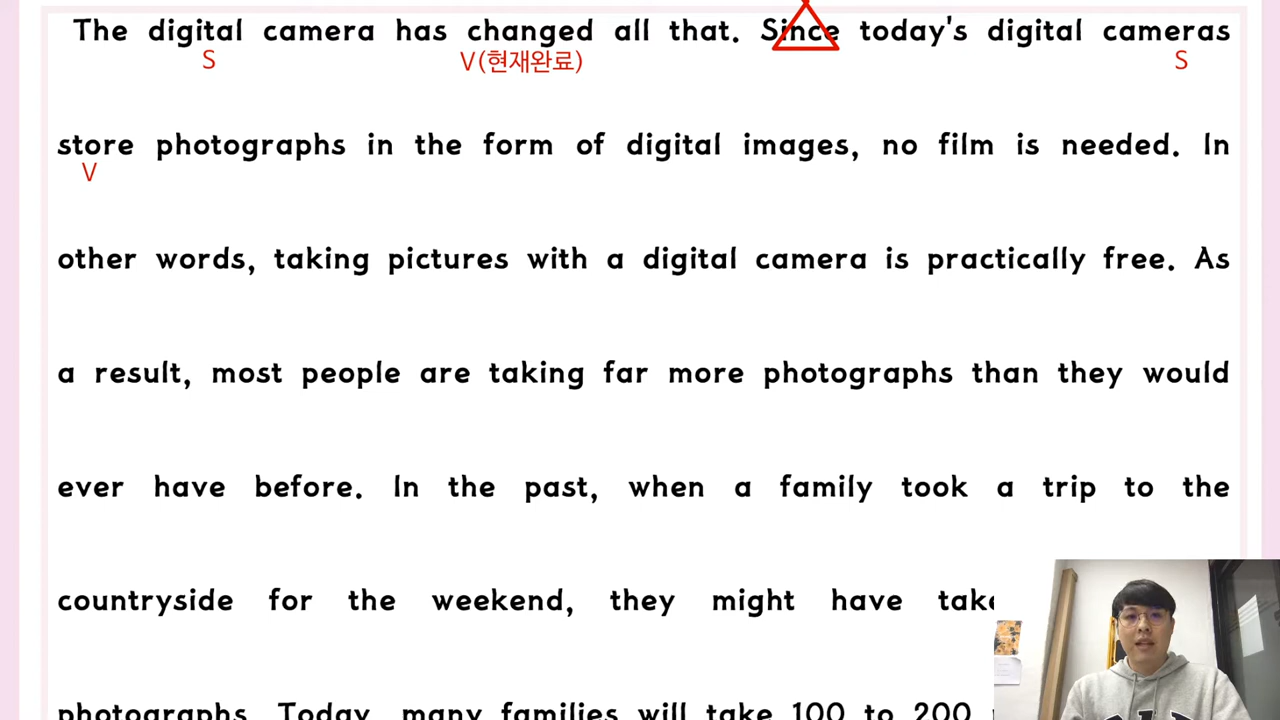 The digital camera has changed all that. Since today's digital cameras
S V(현재완료) S
store photographs in the form of digital images, no film is needed. In
V
other words, taking pictures with a digital camera is practically free. As
a result, most people are taking far more photographs than they would
ever have before. In the past, when a family took a trip to the
countryside for the weekend, they might have take
photographs. Today, many families will take 100 to 200